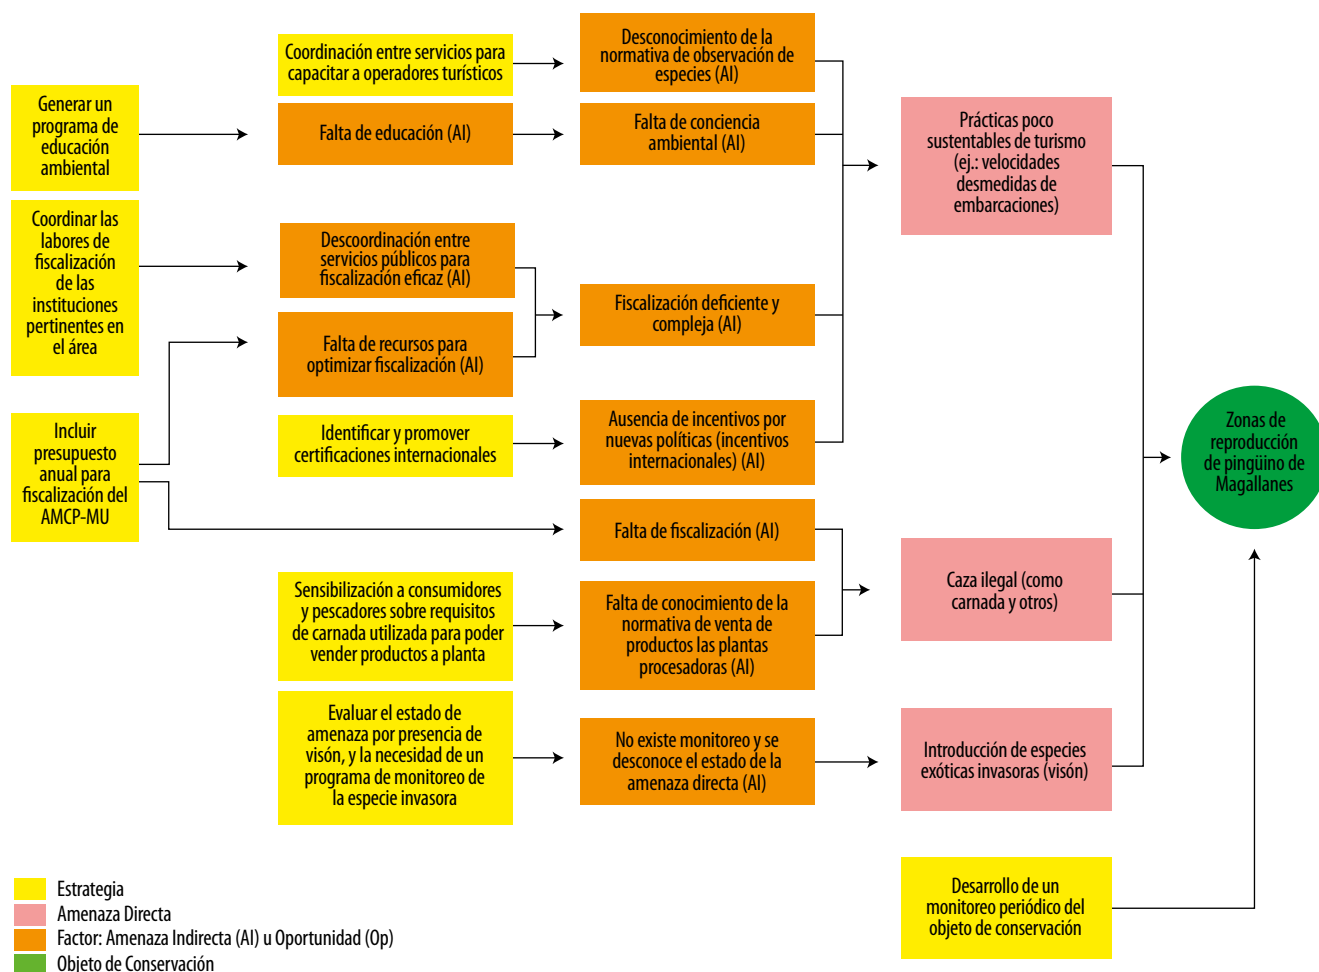 Generar un
programa de
educación
ambiental
Coordinar las
labores de
fiscalización
de las
instituciones
pertinentes en
el área
Incluir
presupuesto
anual para
fiscalización del
AMCP-MU
Coordinación entre servicios para
capacitar a operadores turísticos
Falta de educación (AI)
Descoordinación entre
servicios públicos para
fiscalización eficaz (AI)
Falta de recursos para
optimizar fiscalización (AI)
Identificar y promover
certificaciones internacionales
Sensibilización a consumidores
y pescadores sobre requisitos
de carnada utilizada para poder
vender productos a planta
Evaluar el estado de
amenaza por presencia de
visón, y la necesidad de un
programa de monitoreo de
la especie invasora
Desconocimiento de la
normativa de observación de
especies (AI)
Falta de conciencia
ambiental (AI)
Fiscalización deficiente y
compleja (AI)
Ausencia de incentivos por
nuevas políticas (incentivos
internacionales) (AI)
Falta de fiscalización (AI)
Falta de conocimiento de la
normativa de venta de
productos las plantas
procesadoras (AI)
No existe monitoreo y se
desconoce el estado de la
amenaza directa (AI)
Prácticas poco
sustentables de turismo
(ej.: velocidades
desmedidas de
embarcaciones)
Caza ilegal (como
carnada y otros)
Introducción de especies
exóticas invasoras (visón)
Desarrollo de un
monitoreo periódico del
objeto de conservación
Zonas de
reproducción
de pingüino de
Magallanes
Estrategia
Amenaza Directa
Factor: Amenaza Indirecta (AI) u Oportunidad (Op)
Objeto de Conservación